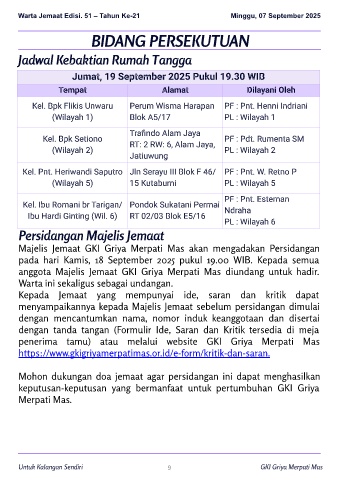 Warta Jemaat Edisi. 51 – Tahun Ke-21 Minggu, 07 September 2025
BIDANG PERSEKUTUAN
Jadwal Kebaktian Rumah Tangga
Jumat, 19 September 2025 Pukul 19.30 WIB
Tempat Alamat Dilayani Oleh
Kel. Bpk Flikis Unwaru (Wilayah 1) Perum Wisma Harapan Blok A5/17 PF : Pnt. Henni Indriani PL : Wilayah 1
Kel. Bpk Setiono (Wilayah 2) Trafindo Alam Jaya RT: 2 RW: 6, Alam Jaya, Jatiuwung PF : Pdt. Rumenta SM PL : Wilayah 2
Kel. Pnt. Heriwandi Saputro (Wilayah 5) Jln Serayu III Blok F 46/ 15 Kutabumi PF : Pnt. W. Retno P PL : Wilayah 5
Kel. Ibu Romani br Tarigan/ Ibu Hardi Ginting (Wil. 6) Pondok Sukatani Permai RT 02/03 Blok E5/16 PF : Pnt. Esternan Ndraha PL : Wilayah 6
Persidangan Majelis Jemaat
Majelis Jemaat GKI Griya Merpati Mas akan mengadakan Persidangan
pada hari Kamis, 18 September 2025 pukul 19.00 WIB. Kepada semua
anggota Majelis Jemaat GKI Griya Merpati Mas diundang untuk hadir.
Warta ini sekaligus sebagai undangan.
Kepada Jemaat yang mempunyai ide, saran dan kritik dapat
menyampaikannya kepada Majelis Jemaat sebelum persidangan dimulai
dengan mencantumkan nama, nomor induk keanggotaan dan disertai
dengan tanda tangan (Formulir Ide, Saran dan Kritik tersedia di meja
penerima tamu) atau melalui website GKI Griya Merpati Mas
https://www.gkigriyamerpatimas.or.id/e-form/kritik-dan-saran.
Mohon dukungan doa jemaat agar persidangan ini dapat menghasilkan
keputusan-keputusan yang bermanfaat untuk pertumbuhan GKI Griya
Merpati Mas.
Untuk Kalangan Sendiri 9 GKI Griya Merpati Mas